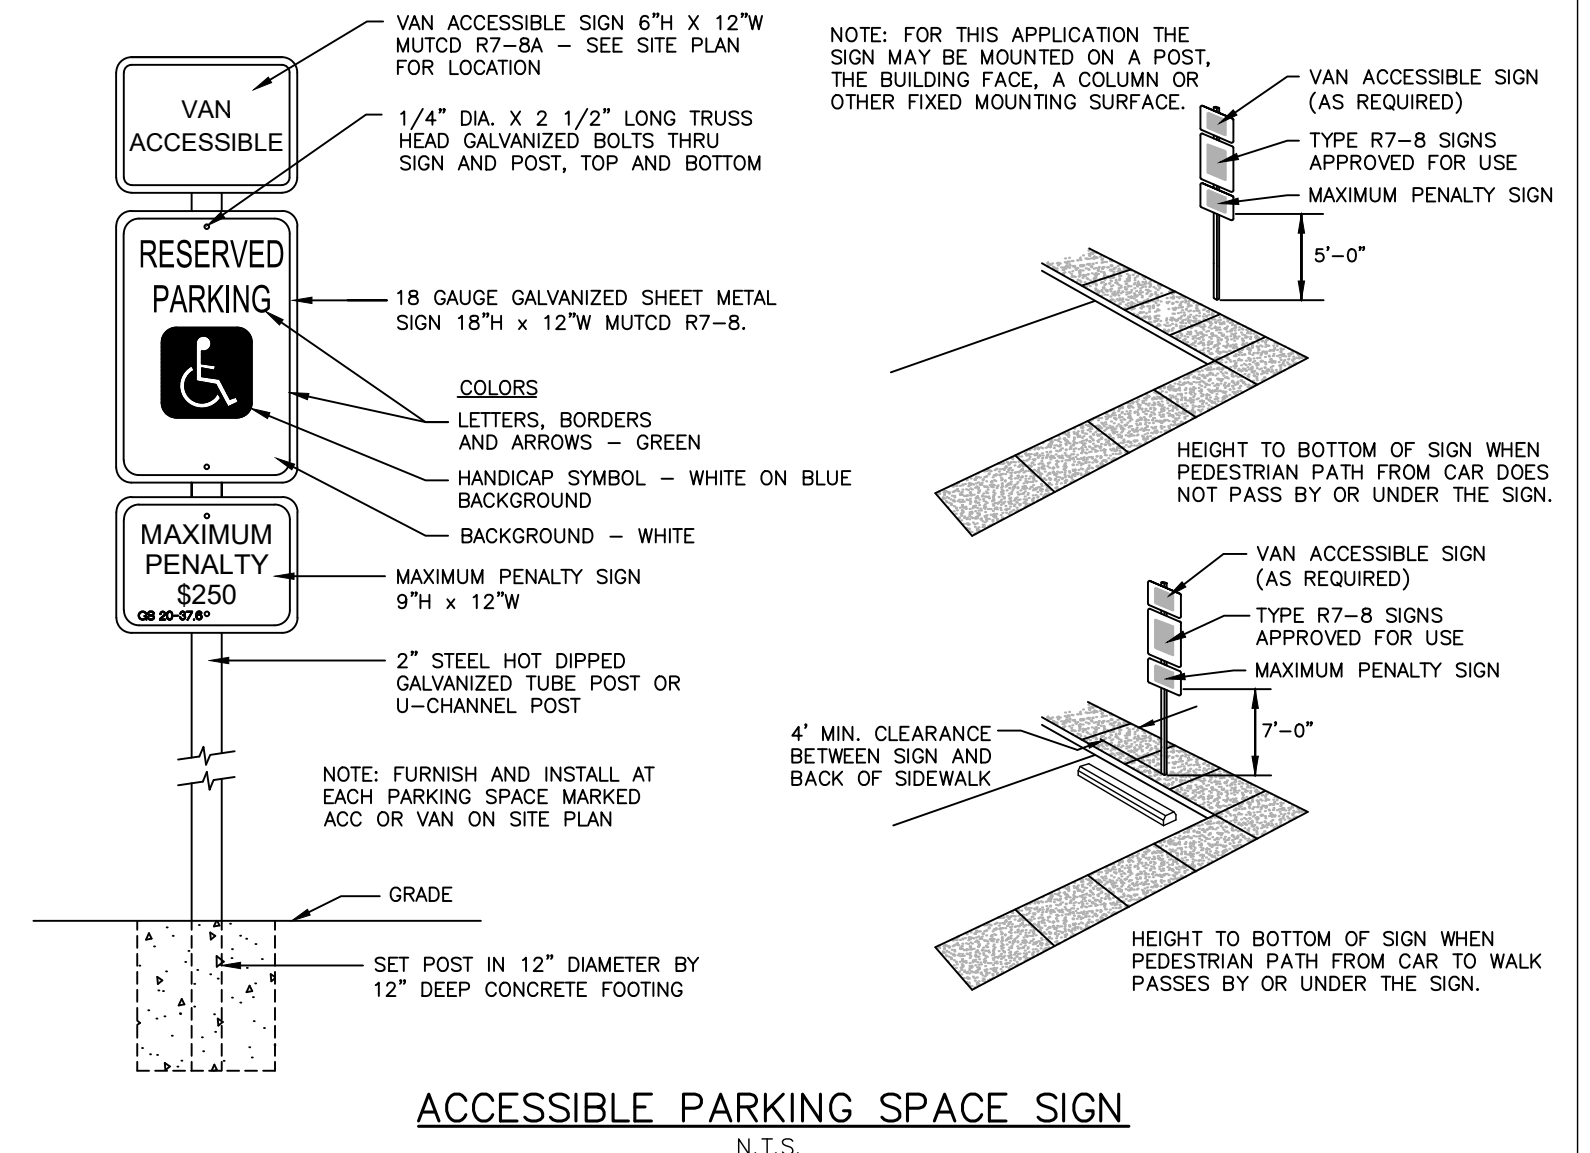 VAN ACCESSIBLE SIGN 6"H X 12"W
MUTCD R7-8A - SEE SITE PLAN
FOR LOCATION
VAN
ACCESSIBLE
1/4" DIA. X 2 1/2" LONG TRUSS
HEAD GALVANIZED BOLTS THRU
SIGN AND POST, TOP AND BOTTOM
RESERVED
PARKING
18 GAUGE GALVANIZED SHEET METAL
SIGN 18"H x 12"W MUTCD R7-8.
COLORS
LETTERS, BORDERS
AND ARROWS - GREEN
HANDICAP SYMBOL - WHITE ON BLUE
BACKGROUND
BACKGROUND - WHITE
MAXIMUM
PENALTY
$250
GS 20-37.6°
MAXIMUM PENALTY SIGN
9"H x 12"W
2" STEEL HOT DIPPED
GALVANIZED TUBE POST OR
U-CHANNEL POST
NOTE: FURNISH AND INSTALL AT
EACH PARKING SPACE MARKED
ACC OR VAN ON SITE PLAN
GRADE
SET POST IN 12" DIAMETER BY
12" DEEP CONCRETE FOOTING
NOTE: FOR THIS APPLICATION THE
SIGN MAY BE MOUNTED ON A POST,
THE BUILDING FACE, A COLUMN OR
OTHER FIXED MOUNTING SURFACE.
VAN ACCESSIBLE SIGN
(AS REQUIRED)
TYPE R7-8 SIGNS
APPROVED FOR USE
MAXIMUM PENALTY SIGN
5'-0"
HEIGHT TO BOTTOM OF SIGN WHEN
PEDESTRIAN PATH FROM CAR DOES
NOT PASS BY OR UNDER THE SIGN.
VAN ACCESSIBLE SIGN
(AS REQUIRED)
TYPE R7-8 SIGNS
APPROVED FOR USE
MAXIMUM PENALTY SIGN
7'-0"
4' MIN. CLEARANCE
BETWEEN SIGN AND
BACK OF SIDEWALK
HEIGHT TO BOTTOM OF SIGN WHEN
PEDESTRIAN PATH FROM CAR TO WALK
PASSES BY OR UNDER THE SIGN.
ACCESSIBLE PARKING SPACE SIGN
N.T.S.